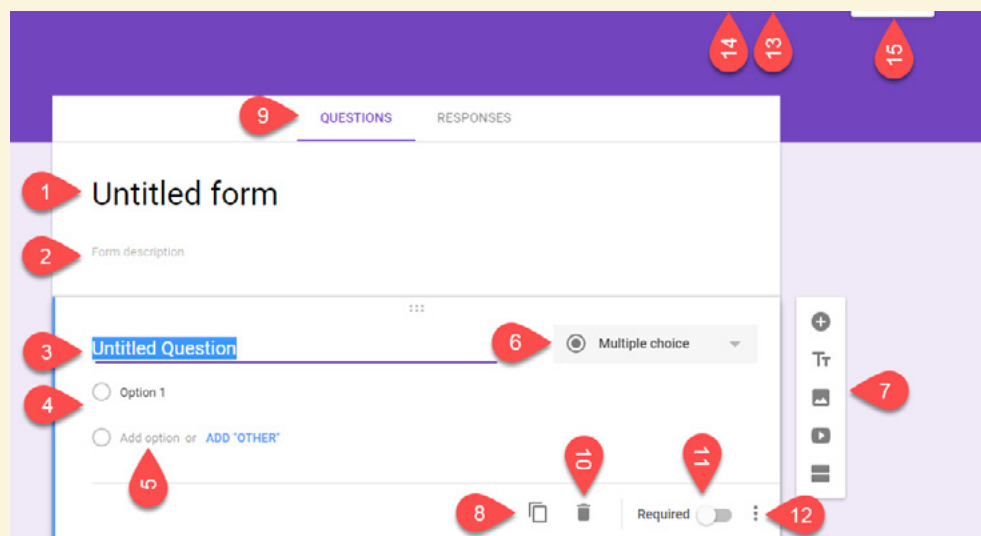 14 13 15
9 QUESTIONS RESPONSES
1 Untitled form
2 Form description
3 Untitled Question 6 Multiple choice
4 Option 1 7
Add option or ADD "OTHER"
5 10 11
8 Required 12